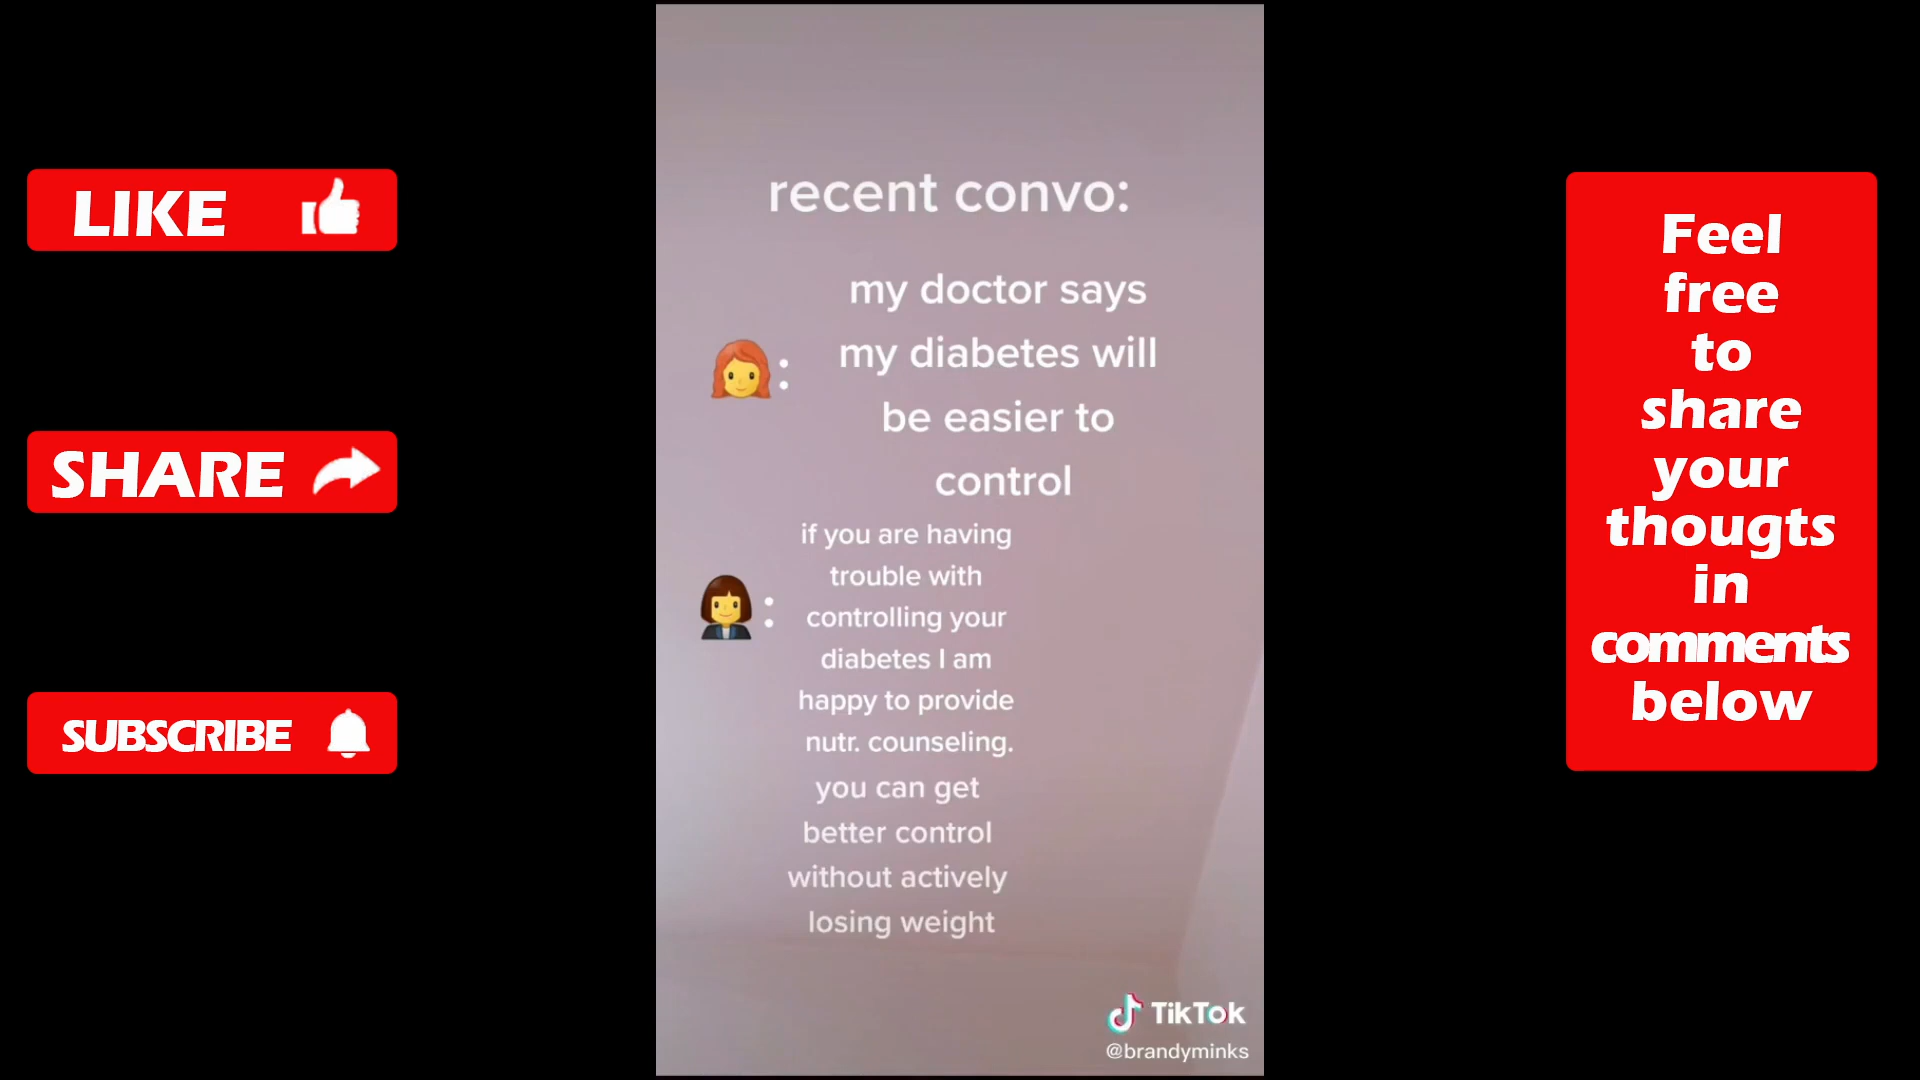 LIKE
SHARE
SUBSCRIBE
recent convo:
my doctor says
my diabetes will
:
be easier to
control
if you are having
trouble with
:
controlling your
diabetes I am
happy to provide
nutr. counseling.
you can get
better control
without actively
losing weight
TikTok
@brandyminks
Feel
free
to
share
your
thougts
in
comments
below